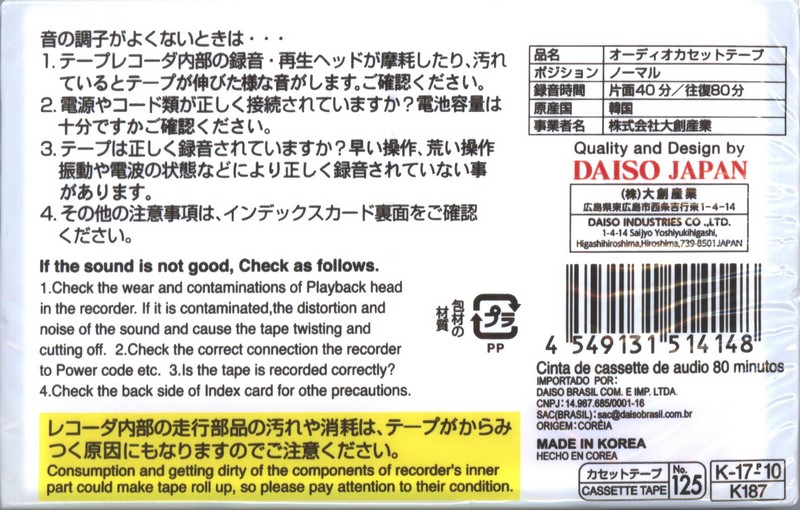 音の調子がよくないときは・・・
1. テープレコーダ内部の録音・再生ヘッドが摩耗したり、汚れ
ているとテープが伸びた様な音がします。ご確認ください。
2. 電源やコード類が正しく接続されていますか？電池容量は
十分ですかご確認ください。
3. テープは正しく録音されていますか？早い操作、荒い操作
振動や電波の状態などにより正しく録音されていない事
があります。
4. その他の注意事項は、インデックスカード裏面をご確認
ください。
If the sound is not good, Check as follows.
1.Check the wear and contaminations of Playback head
in the recorder. If it is contaminated,the distortion and
noise of the sound and cause the tape twisting and
cutting off. 2.Check the correct connection the recorder
to Power code etc. 3.Is the tape is recorded correctly?
4.Check the back side of Index card for othe precautions.
レコーダ内部の走行部品の汚れや消耗は、テープがからみ
つく原因にもなりますのでご注意ください。
Consumption and getting dirty of the components of recorder's inner
part could make tape roll up, so please pay attention to their condition.
包材の
材質
プラ
PP
品名 オーディオカセットテープ
ポジション ノーマル
録音時間 片面40分／往復80分
原産国 韓国
事業者名 株式会社大創産業
Quality and Design by
DAISO JAPAN
(株)大創産業
広島県東広島市西条吉行東1-4-14
DAISO INDUSTRIES CO.,LTD.
1-4-14 Saijyo Yoshiyukihigashi,
Higashihiroshima,Hiroshima,739-8501JAPAN
4 549131 514148
Cinta de cassette de audio 80 minutos
IMPORTADO POR:
DAISO BRASIL COM. E IMP. LTDA.
CNPJ: 14.987.685/0001-16
SAC(BRASIL): sac@daisobrasil.com.br
ORIGEM: CORÉIA
MADE IN KOREA
HECHO EN COREA
カセットテープ
CASSETTE TAPE
No.
125
K-17-P10
K187